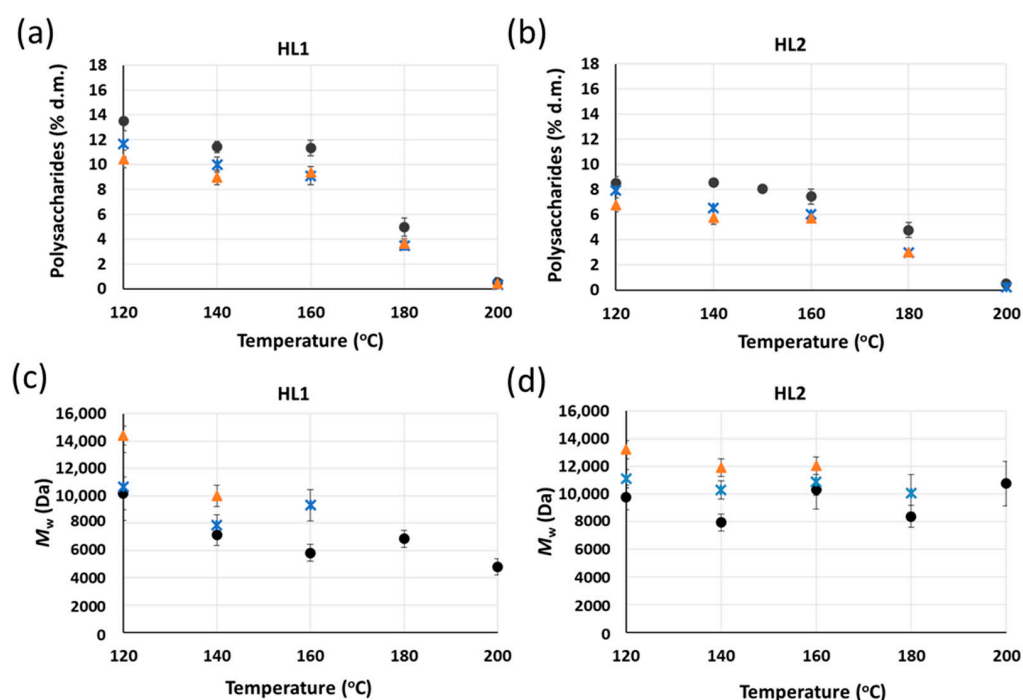 (a)
HL1
Polysaccharides (% d.m.)
18
16
14
12
10
8
6
4
2
0
120 140 160 180 200
Temperature (°C)
(b)
HL2
Polysaccharides (% d.m.)
18
16
14
12
10
8
6
4
2
0
120 140 160 180 200
Temperature (°C)
(c)
HL1
Mw (Da)
16,000
14,000
12,000
10,000
8000
6000
4000
2000
0
120 140 160 180 200
Temperature (°C)
(d)
HL2
Mw (Da)
16,000
14,000
12,000
10,000
8000
6000
4000
2000
0
120 140 160 180 200
Temperature (°C)